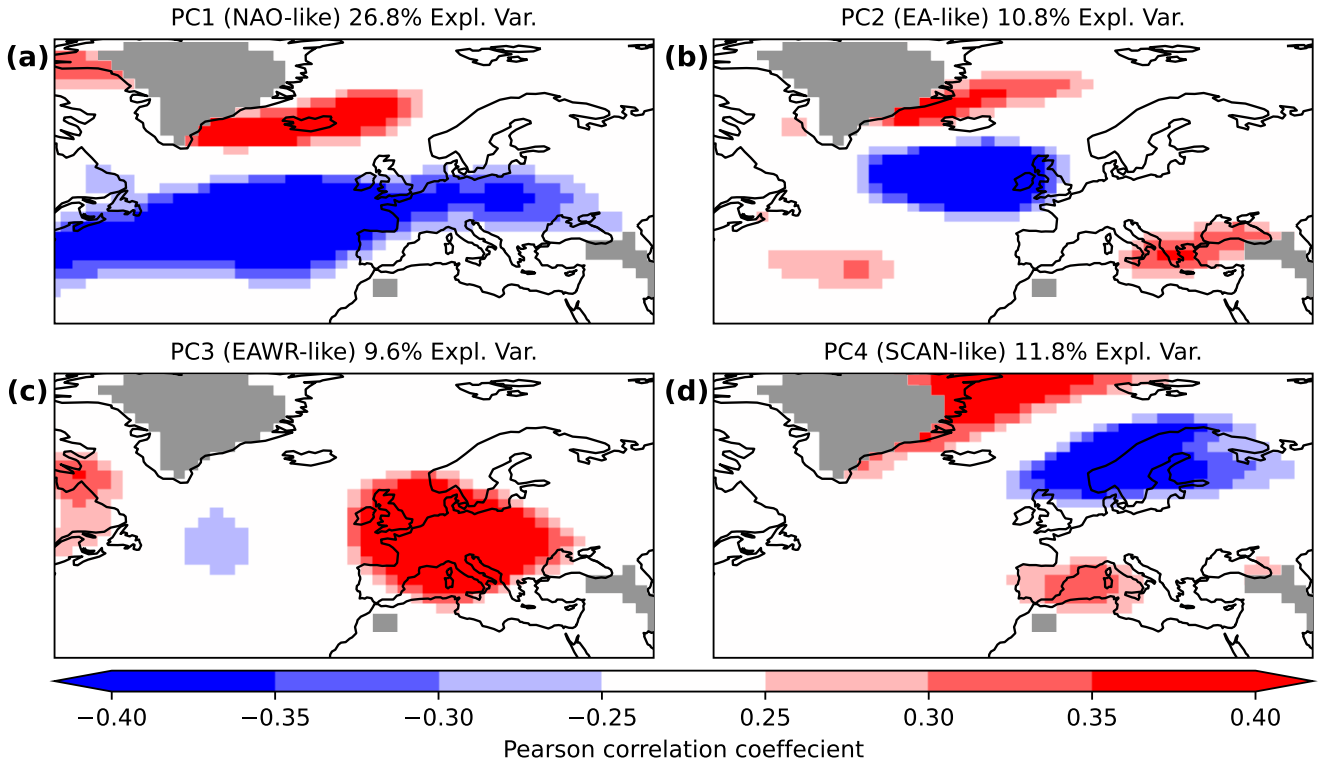 PC1 (NAO-like) 26.8% Expl. Var.
PC2 (EA-like) 10.8% Expl. Var.
(a)
(b)
PC3 (EAWR-like) 9.6% Expl. Var.
PC4 (SCAN-like) 11.8% Expl. Var.
(c)
(d)
−0.40 −0.35 −0.30 −0.25 0.25 0.30 0.35 0.40
Pearson correlation coeffecient